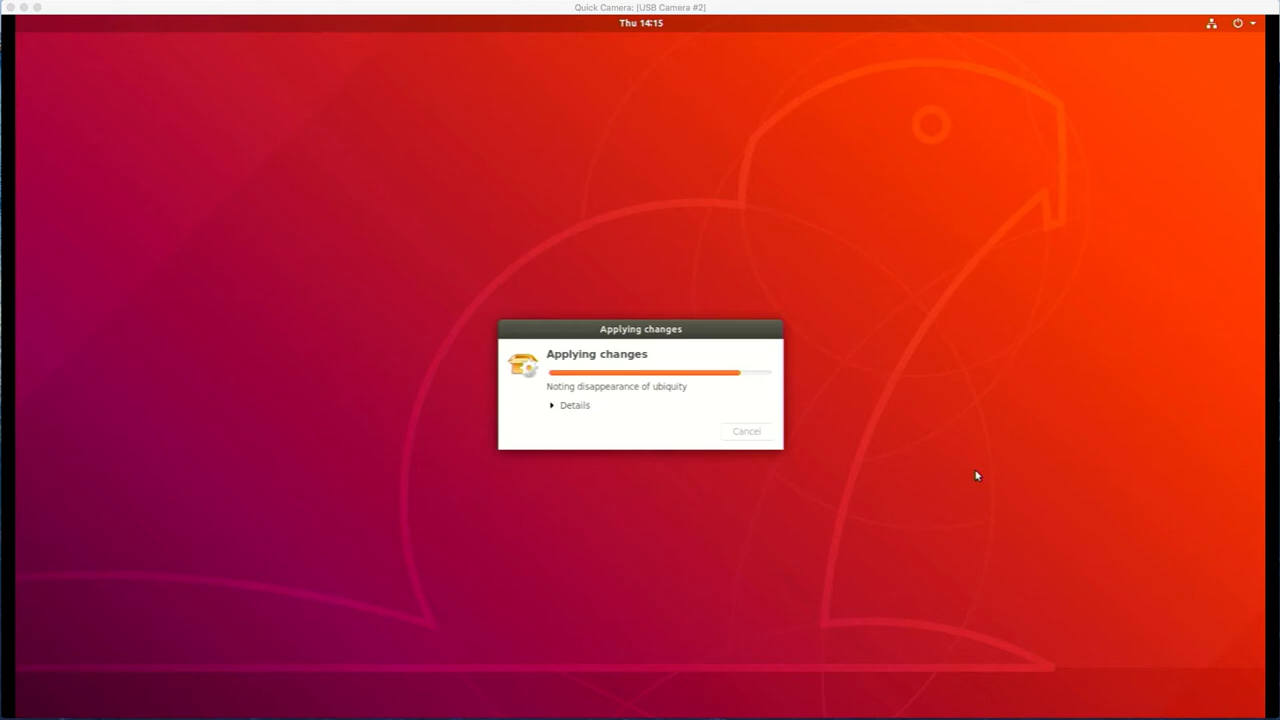 Quick Camera: [USB Camera #2]
Thu 14:15
Applying changes
Applying changes
Noting disappearance of ubiquity
Details
Cancel